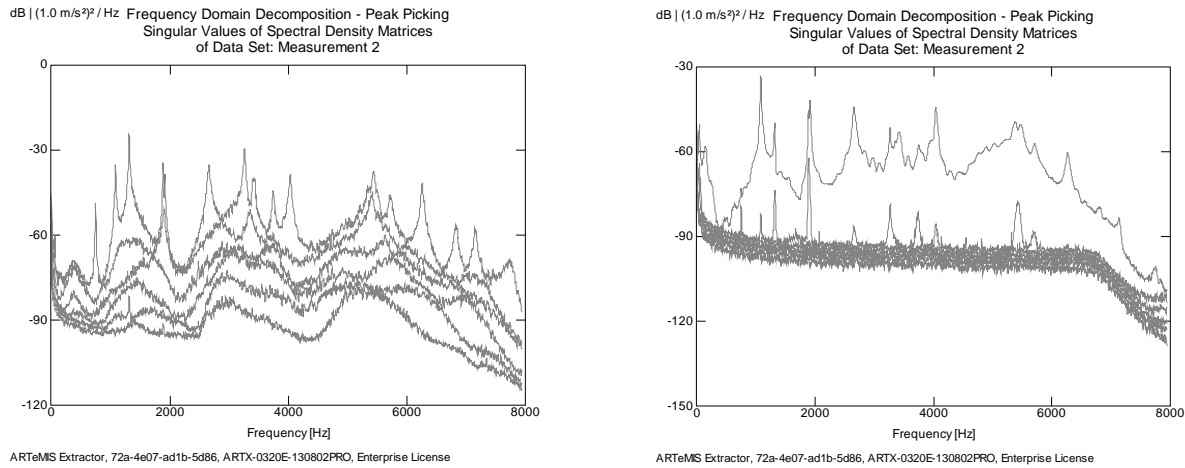 dB | (1.0 m/s²)² / Hz Frequency Domain Decomposition - Peak Picking
Singular Values of Spectral Density Matrices
of Data Set: Measurement 2
0
-30
-60
-90
-120
0 2000 4000 6000 8000
Frequency [Hz]
ARTeMIS Extractor, 72a-4e07-ad1b-5d86, ARTX-0320E-130802PRO, Enterprise License
dB | (1.0 m/s²)² / Hz Frequency Domain Decomposition - Peak Picking
Singular Values of Spectral Density Matrices
of Data Set: Measurement 2
-30
-60
-90
-120
-150
0 2000 4000 6000 8000
Frequency [Hz]
ARTeMIS Extractor, 72a-4e07-ad1b-5d86, ARTX-0320E-130802PRO, Enterprise License